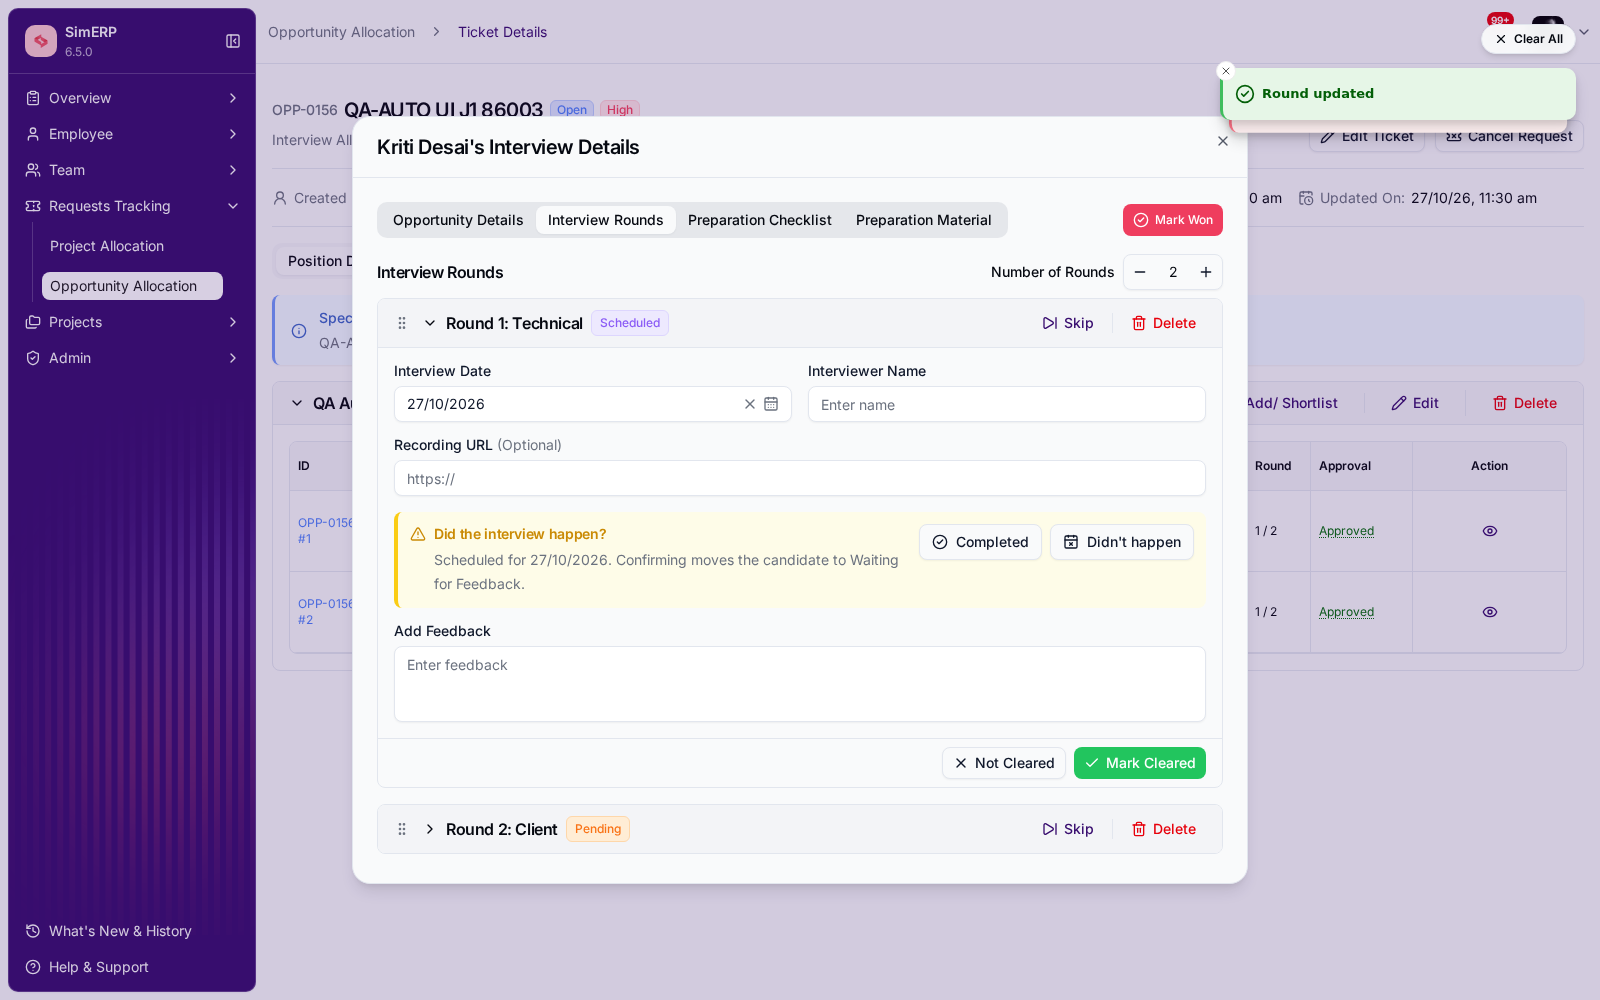 SimERP
6.5.0
Overview
Employee
Team
Requests Tracking
Project Allocation
Opportunity Allocation
Projects
Admin
What's New & History
Help & Support
Opportunity Allocation > Ticket Details
99+
Clear All
Round updated
OPP-0156 QA-AUTO UI J1 86003 Open High
Interview All
Edit Ticket
Cancel Request
Created
0 am
Updated On: 27/10/26, 11:30 am
Position D
Spec
QA-A
QA Au
Add/ Shortlist
Edit
Delete
ID
Round
Approval
Action
OPP-0156
#1
1 / 2
Approved
OPP-0156
#2
1 / 2
Approved
Kriti Desai's Interview Details
Opportunity Details
Interview Rounds
Preparation Checklist
Preparation Material
Mark Won
Interview Rounds
Number of Rounds
2
Round 1: Technical
Scheduled
Skip
Delete
Interview Date
Interviewer Name
27/10/2026
Enter name
Recording URL (Optional)
https://
Did the interview happen?
Scheduled for 27/10/2026. Confirming moves the candidate to Waiting
for Feedback.
Completed
Didn't happen
Add Feedback
Enter feedback
Not Cleared
Mark Cleared
Round 2: Client
Pending
Skip
Delete